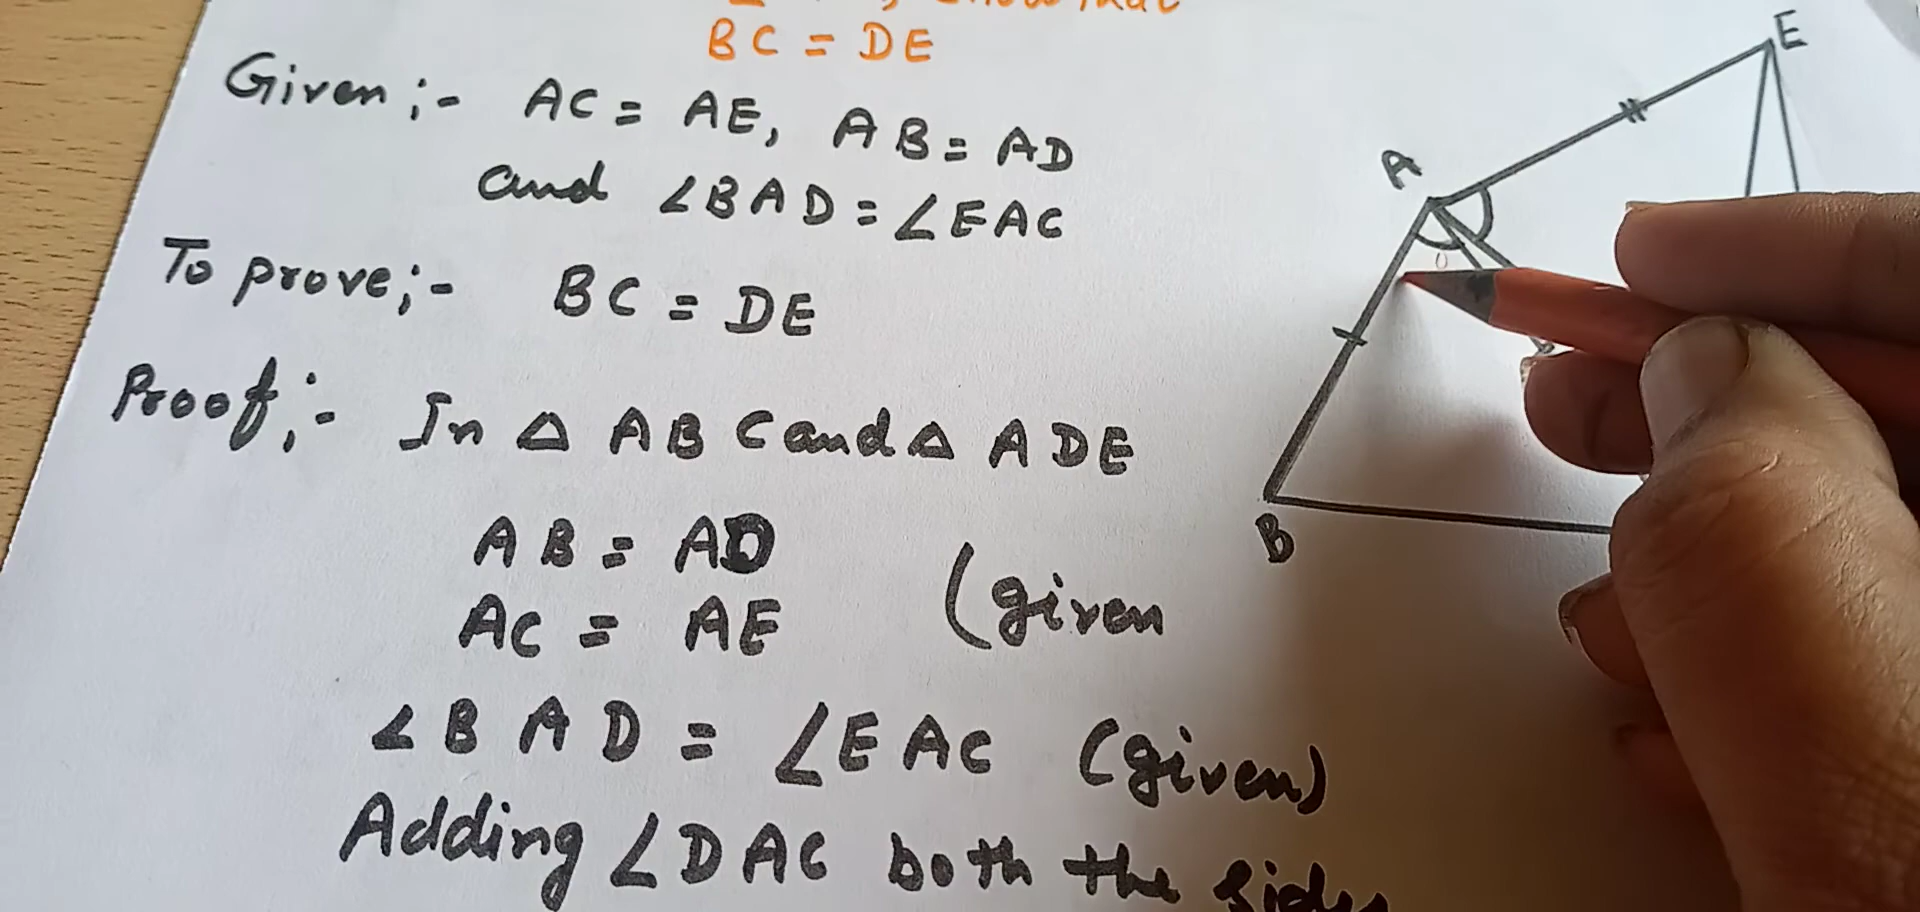 BC = DE
Given :- AC = AE, AB = AD
and ∠BAD = ∠EAC
To prove :- BC = DE
Proof :- In △ ABC and △ ADE
AB = AD
AC = AE (given
∠BAD = ∠EAC (given)
Adding ∠DAC both the sides
E
A
B